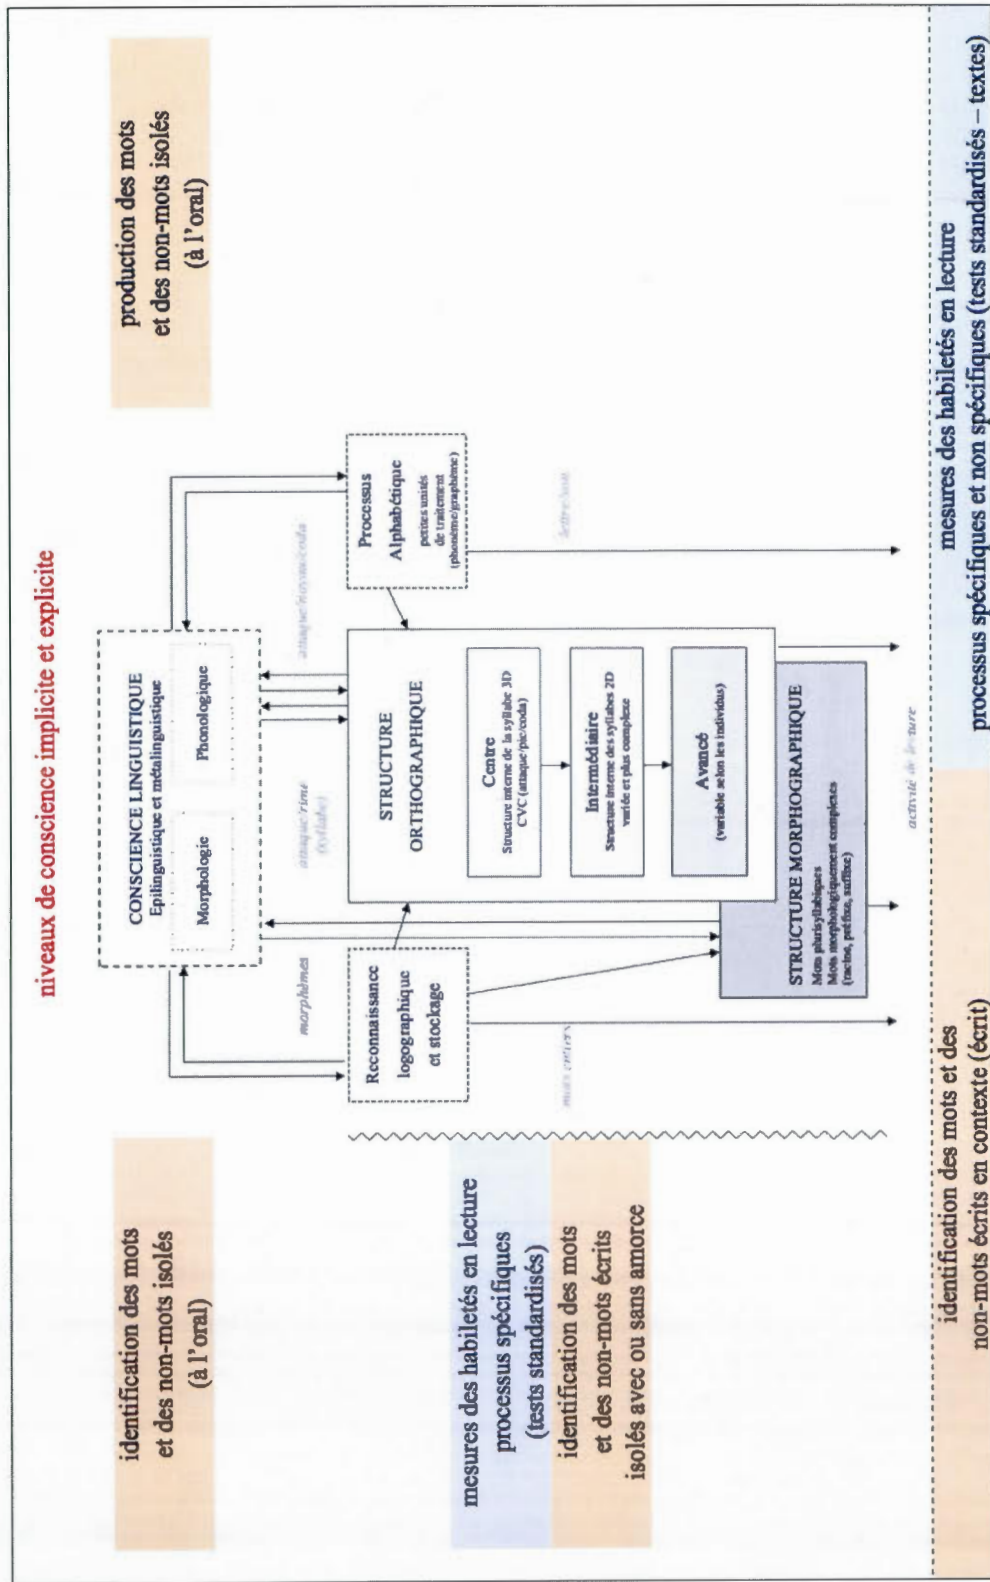 niveaux de conscience implicite et explicite
identification des mots
et des non-mots isolés
(à l'oral)
production des mots
et des non-mots isolés
(à l'oral)
CONSCIENCE LINGUISTIQUE
Epilinguistique et métalinguistique
Morphologie
Phonologique
morphèmes
attaque/rime
(syllabe)
attaque/noyau/coda
Reconnaissance
logographique
et stockage
STRUCTURE
ORTHOGRAPHIQUE
Centre
Structure interne de la syllabe 3D
CVC (attaque/pic/coda)
Intermédiaire
Structure interne des syllabes 2D
variée et plus complexe
Avancé
(variable selon les individus)
Processus
Alphabétique
petites unités
de traitement
(phonème/graphème)
mots entiers
lettre/son
STRUCTURE MORPHOGRAPHIQUE
Mots plurisyllabiques
Mots morphologiquement complexes
(racine, préfixe, suffixe)
activité de lecture
mesures des habiletés en lecture
processus spécifiques
(tests standardisés)
identification des mots
et des non-mots écrits
isolés avec ou sans amorce
identification des mots et des
non-mots écrits en contexte (écrit)
mesures des habiletés en lecture
processus spécifiques et non spécifiques (tests standardisés – textes)